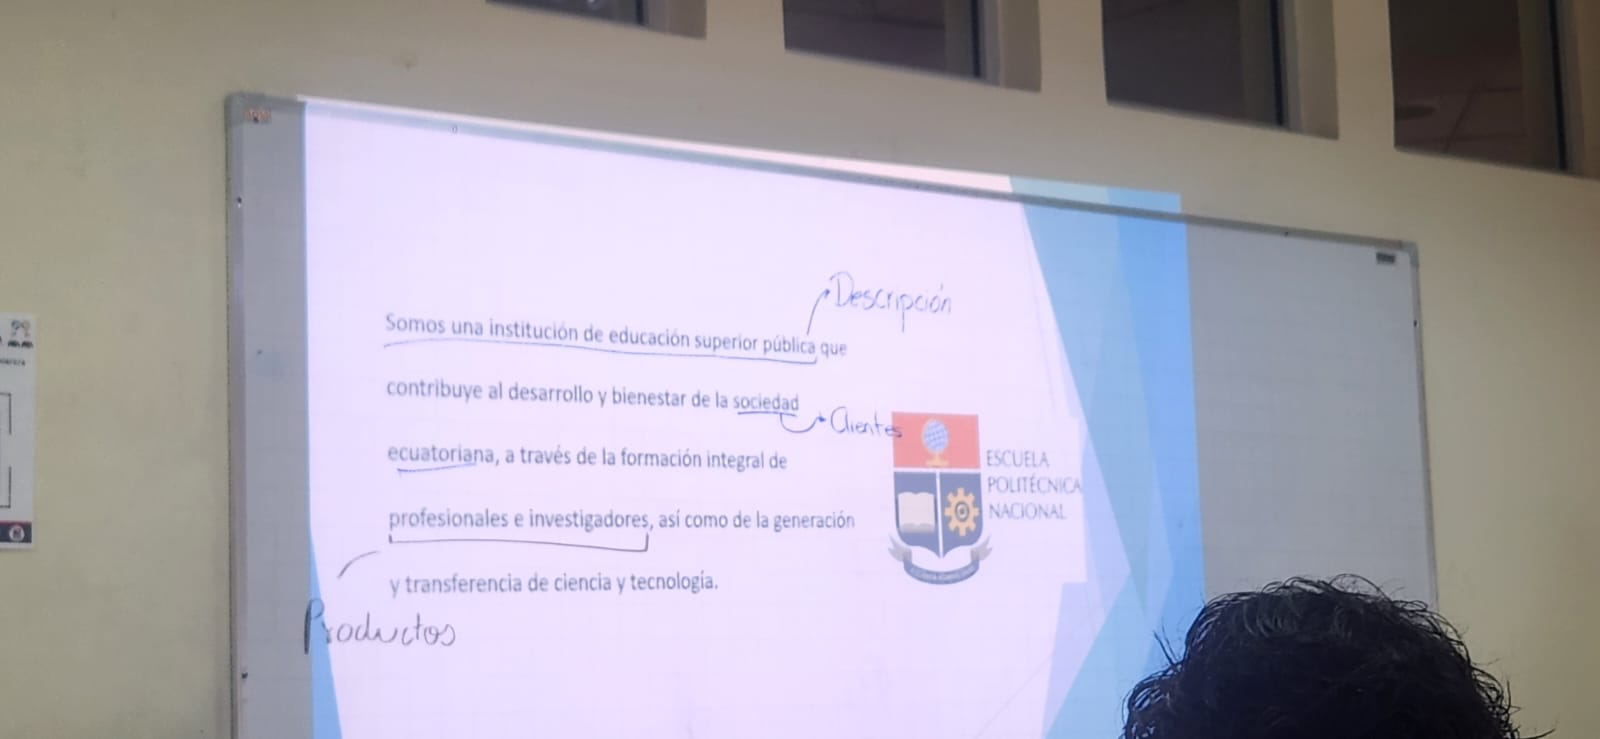 Descripción
Somos una institución de educación superior pública que
contribuye al desarrollo y bienestar de la sociedad
Clientes
ecuatoriana, a través de la formación integral de
profesionales e investigadores, así como de la generación
y transferencia de ciencia y tecnología.
Productos
ESCUELA
POLITÉCNICA
NACIONAL